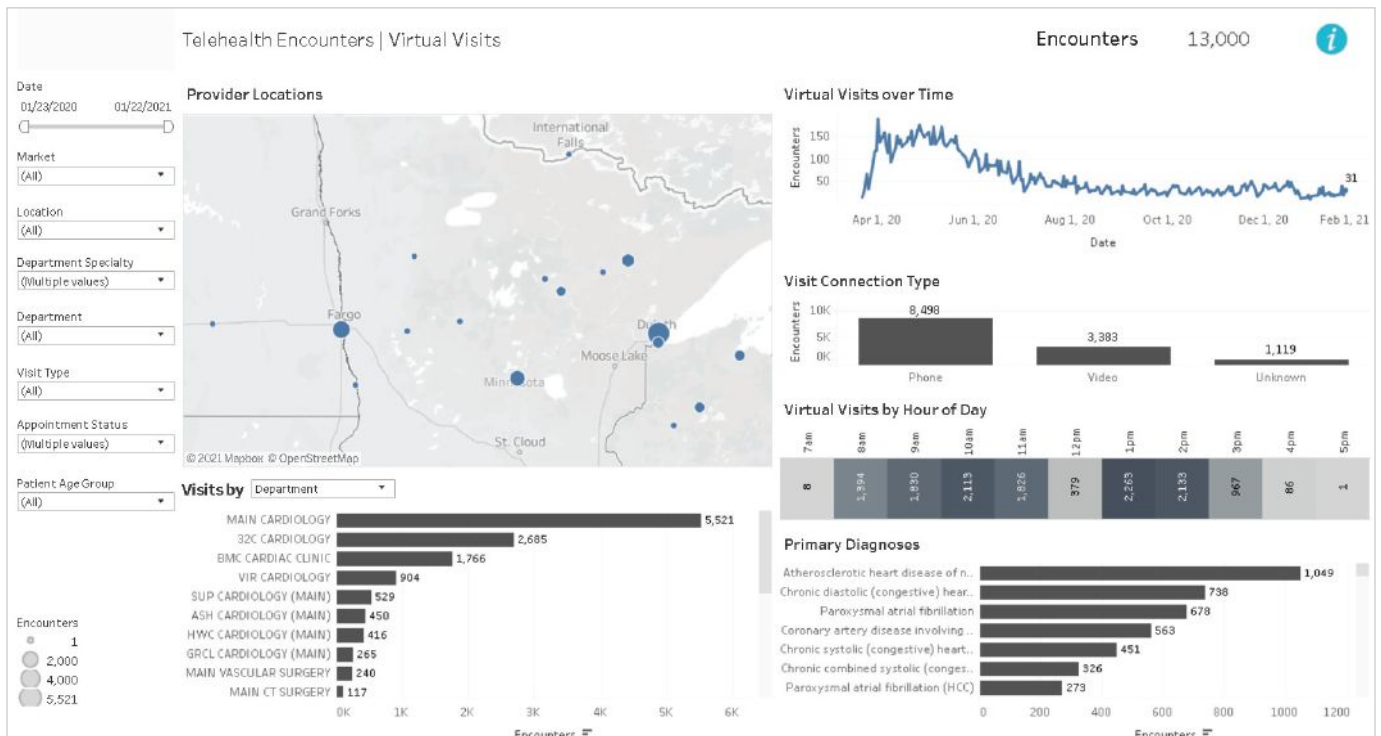 Telehealth Encounters | Virtual Visits
Encounters 13,000
i
Date
01/23/2020 01/22/2021
Market
(All)
Location
(All)
Department Specialty
(Multiple values)
Department
(All)
Visit Type
(All)
Appointment Status
(Multiple values)
Patient Age Group
(All)
Encounters
1
2,000
4,000
5,521
Provider Locations
International
Falls
Grand Forks
Fargo
Duluth
Moose Lake
Minnesota
St. Cloud
© 2021 Mapbox © OpenStreetMap
Visits by Department
MAIN CARDIOLOGY 5,521
32C CARDIOLOGY 2,685
BMC CARDIAC CLINIC 1,766
VIR CARDIOLOGY 904
SUP CARDIOLOGY (MAIN) 529
ASH CARDIOLOGY (MAIN) 450
HWC CARDIOLOGY (MAIN) 416
GRCL CARDIOLOGY (MAIN) 265
MAIN VASCULAR SURGERY 240
MAIN CT SURGERY 117
0K 1K 2K 3K 4K 5K 6K
Encounters
Virtual Visits over Time
Encounters
150
100
50
31
Apr 1, 20 Jun 1, 20 Aug 1, 20 Oct 1, 20 Dec 1, 20 Feb 1, 21
Date
Visit Connection Type
Encounters
10K
5K
0K
8,498 3,383 1,119
Phone Video Unknown
Virtual Visits by Hour of Day
7am 8am 9am 10am 11am 12pm 1pm 2pm 3pm 4pm 5pm
8 1,394 1,830 2,113 1,826 379 2,263 2,133 967 86 1
Primary Diagnoses
Atherosclerotic heart disease of n.. 1,049
Chronic diastolic (congestive) hear.. 738
Paroxysmal atrial fibrillation 678
Coronary artery disease involving .. 563
Chronic systolic (congestive) heart.. 451
Chronic combined systolic (conges.. 326
Paroxysmal atrial fibrillation (HCC) 273
0 200 400 600 800 1000 1200
Encounters